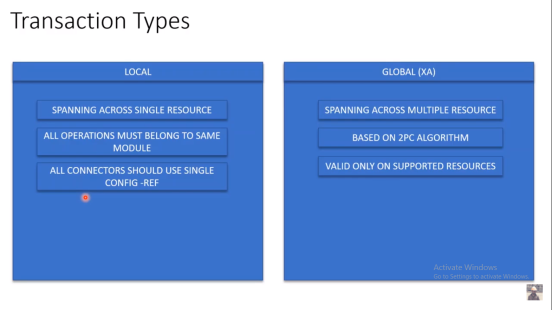 Transaction Types
LOCAL
SPANNING ACROSS SINGLE RESOURCE
ALL OPERATIONS MUST BELONG TO SAME
MODULE
ALL CONNECTORS SHOULD USE SINGLE
CONFIG -REF
GLOBAL (XA)
SPANNING ACROSS MULTIPLE RESOURCE
BASED ON 2PC ALGORITHM
VALID ONLY ON SUPPORTED RESOURCES
Activate Windows
Go to Settings to activate Windows.